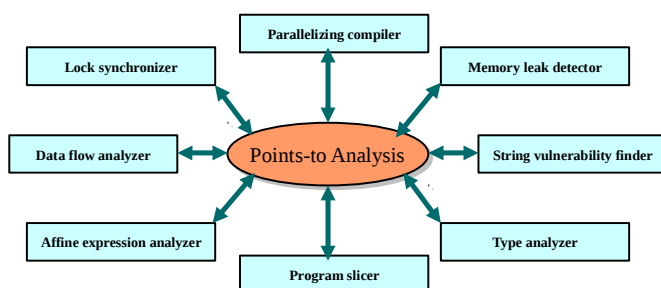 Parallelizing compiler
Lock synchronizer
Memory leak detector
Data flow analyzer
Points-to Analysis
String vulnerability finder
Affine expression analyzer
Type analyzer
Program slicer